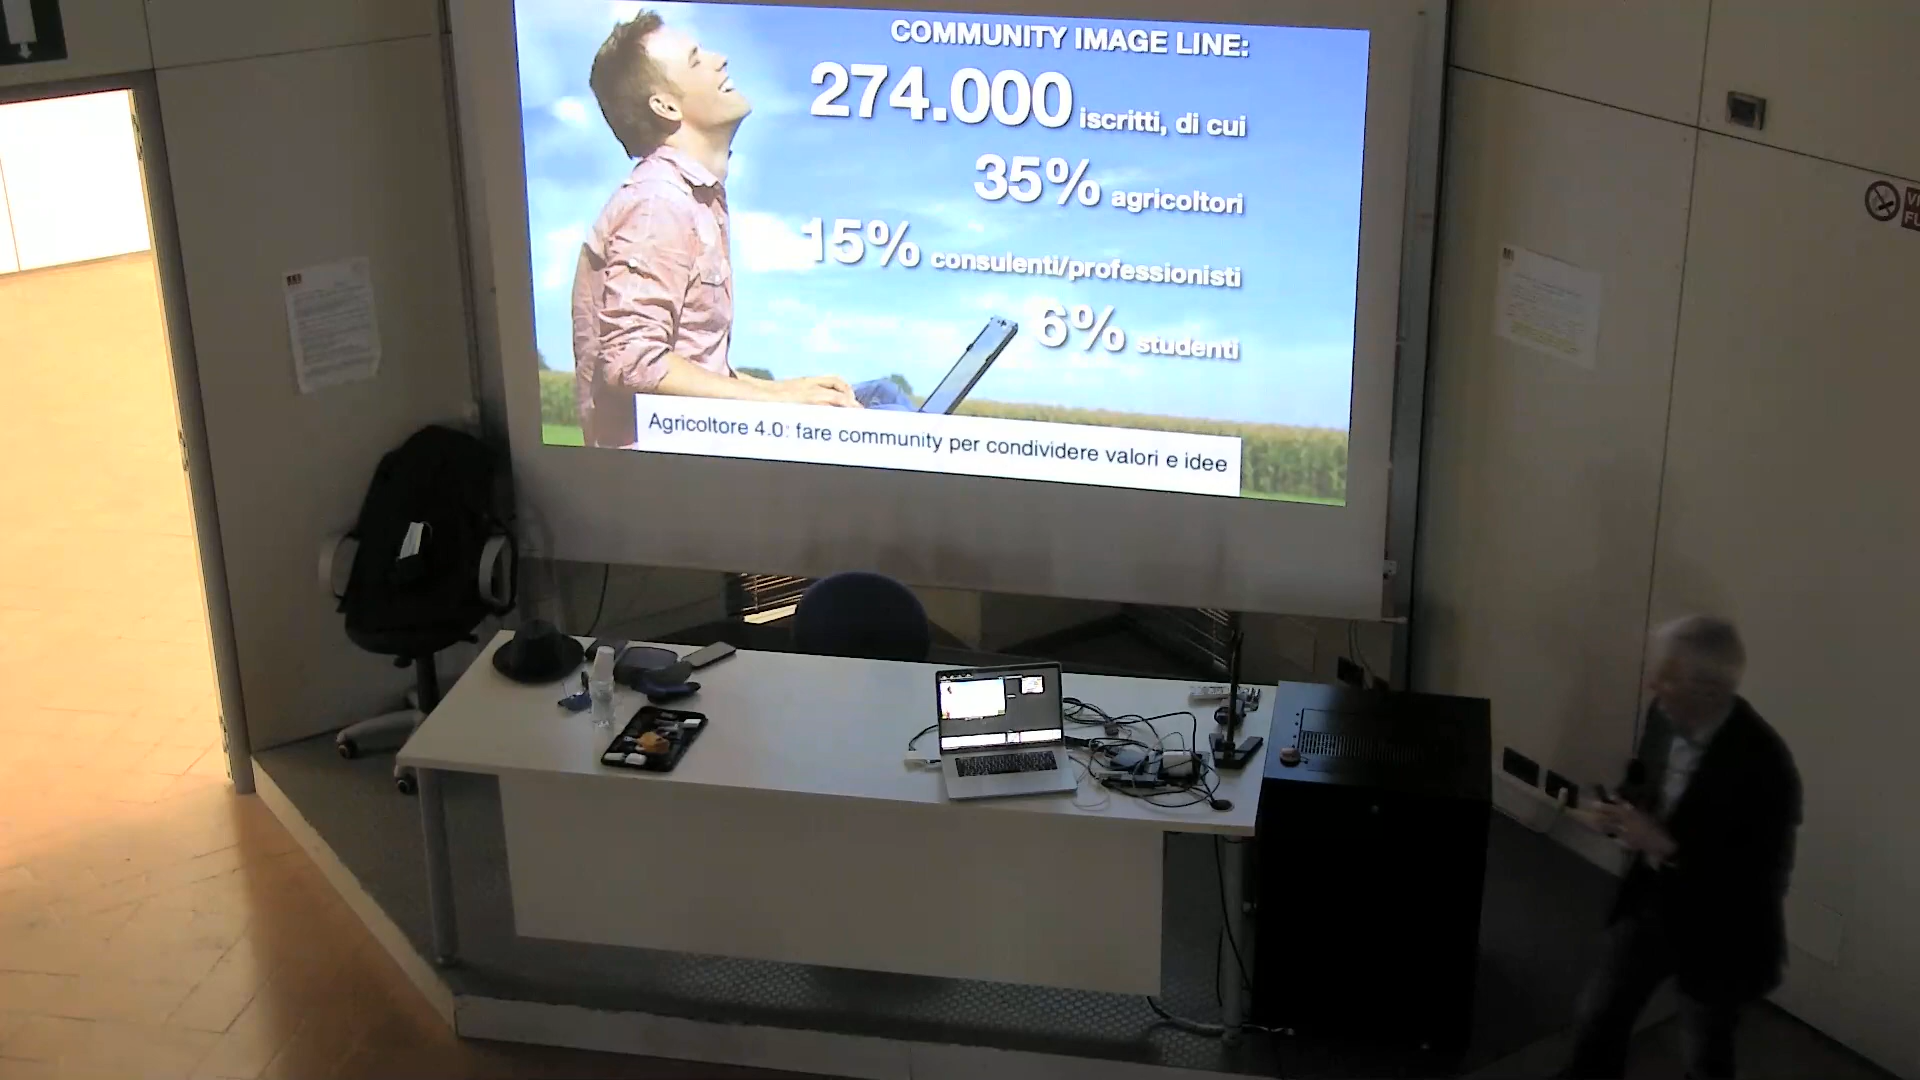 COMMUNITY IMAGE LINE:
274.000 iscritti, di cui
35% agricoltori
15% consulenti/professionisti
6% studenti
Agricoltore 4.0: fare community per condividere valori e idee